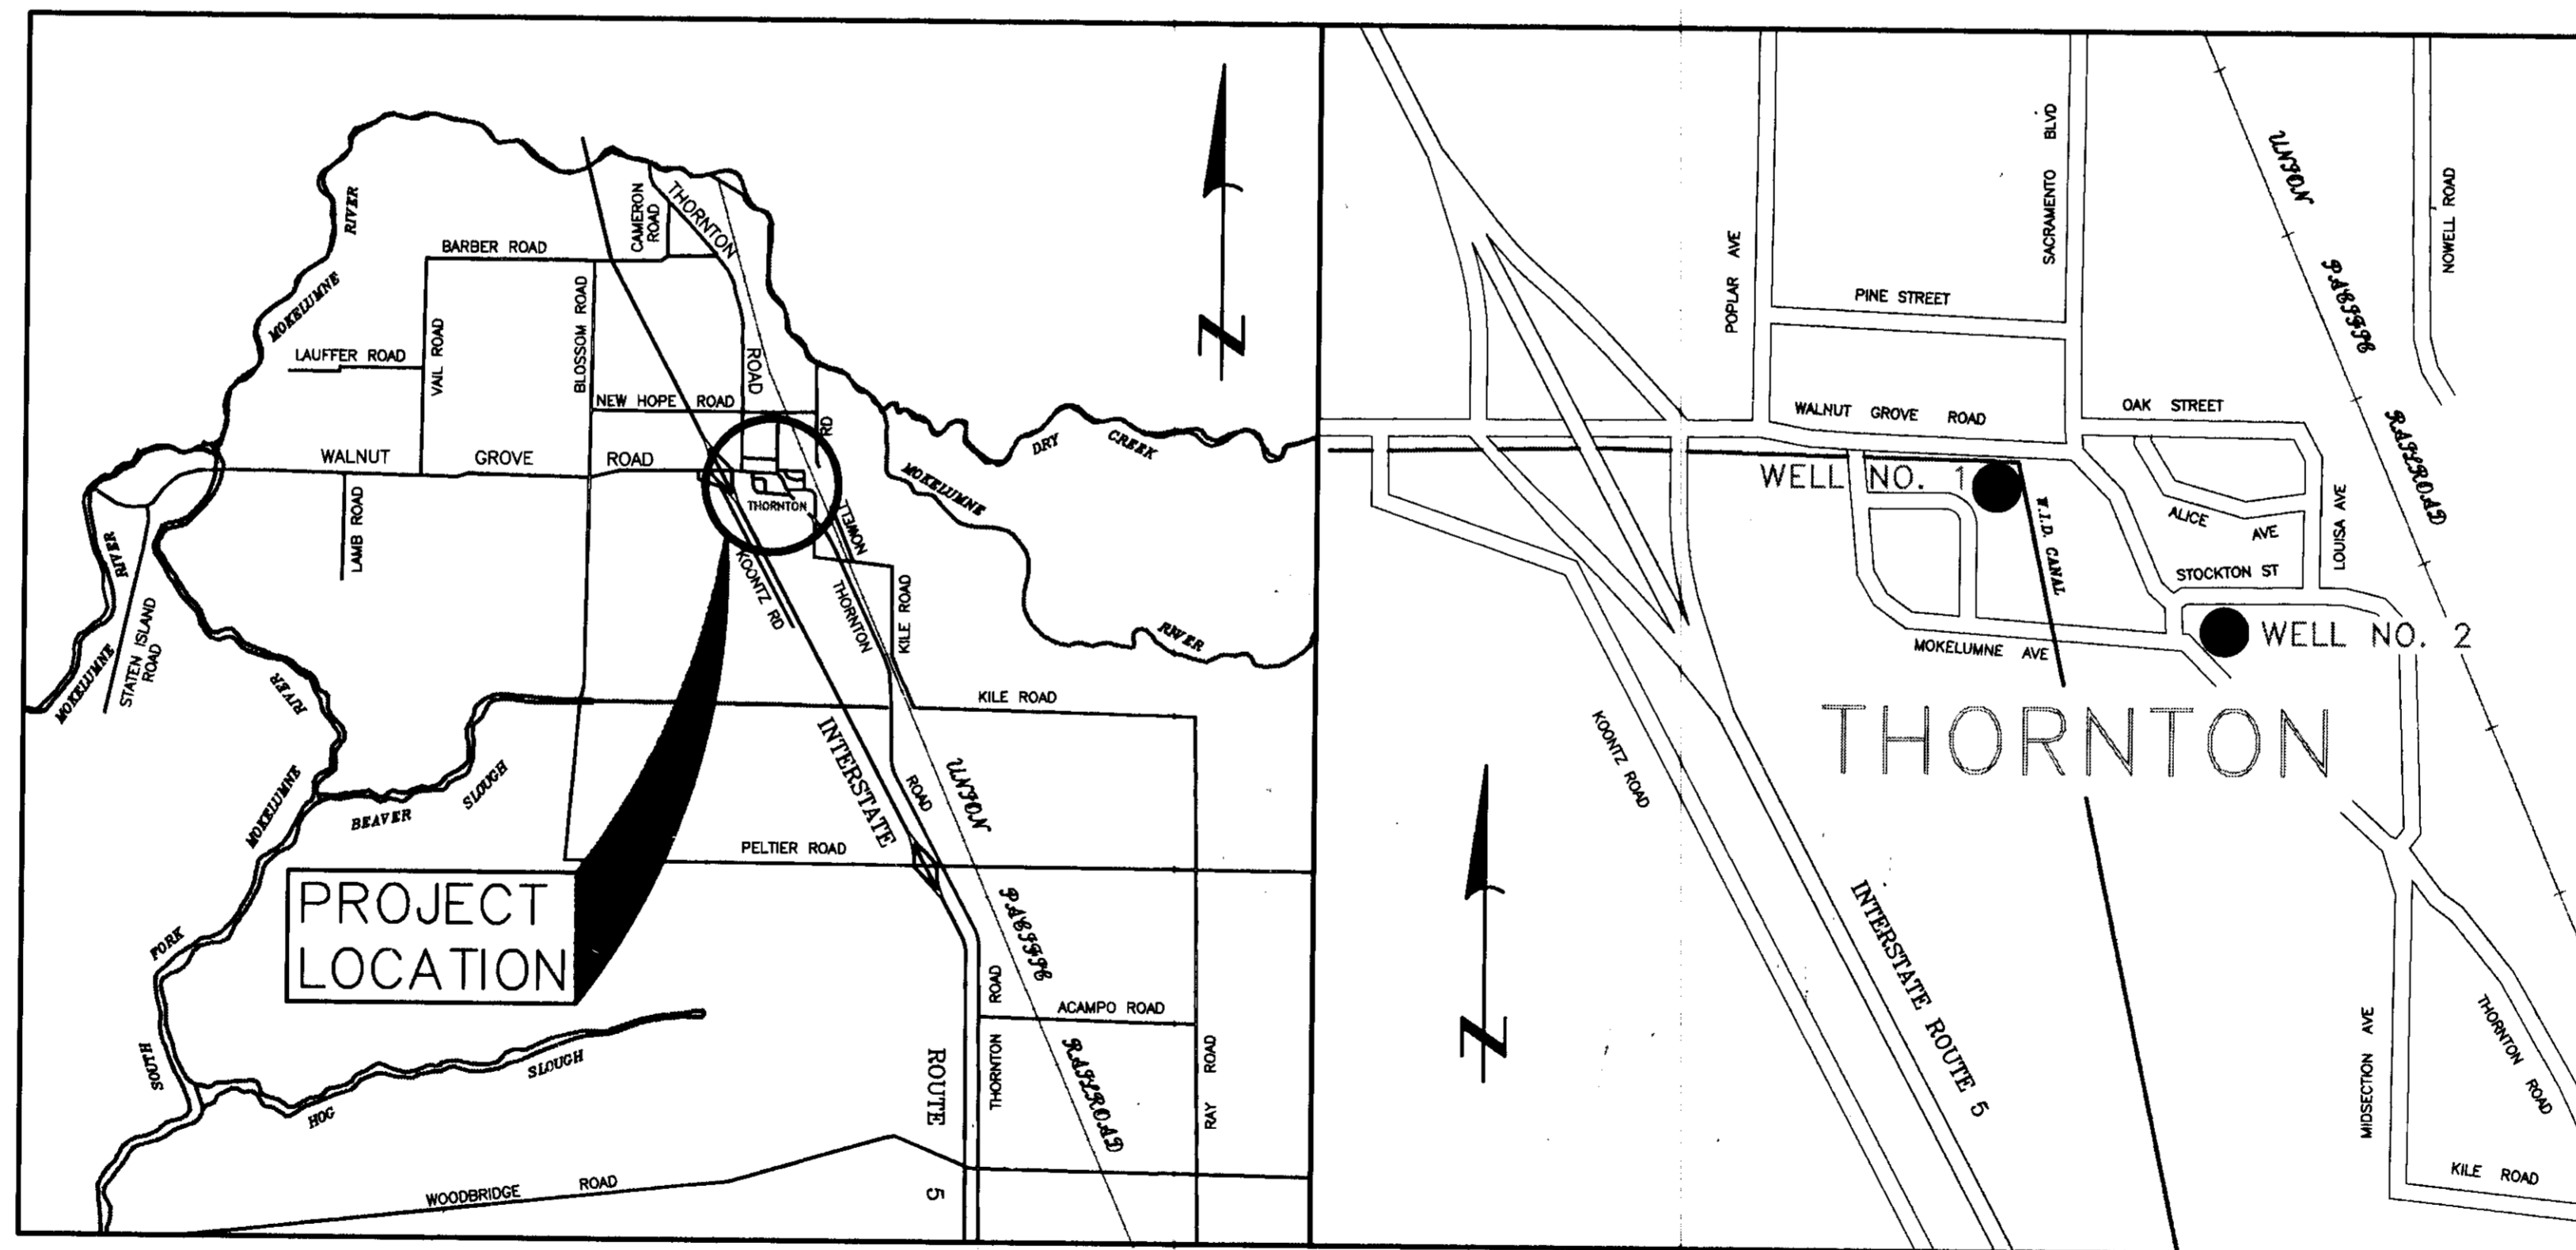 RIVER
MOKELUMNE
BARBER ROAD
CAMERON
ROAD
THORNTON
ROAD
LAUFFER ROAD
VAIL ROAD
BLOSSOM ROAD
NEW HOPE ROAD
RD
WALNUT GROVE ROAD
LAMB ROAD
THORNTON
NOWELL
DRY CREEK
MOKELUMNE
RIVER
RIVER
MOKELUMNE
STATEN ISLAND
ROAD
KOONTZ RD
THORNTON
KILE ROAD
RIVER
MOKELUMNE
KILE ROAD
BEAVER SLOUGH
INTERSTATE
ROAD
UNION
PACIFIC
RAILROAD
PELTIER ROAD
PROJECT
LOCATION
FORK
SOUTH
HOG
SLOUGH
ROUTE
5
ROAD
THORNTON
ACAMPO ROAD
RAY ROAD
WOODBRIDGE ROAD
N
POPLAR AVE
PINE STREET
SACRAMENTO BLVD
UNION
PACIFIC
RAILROAD
NOWELL ROAD
WALNUT GROVE ROAD
OAK STREET
WELL NO. 1
W.I.D. CANAL
ALICE AVE
LOUISA AVE
STOCKTON ST
WELL NO. 2
MOKELUMNE AVE
THORNTON
KOONTZ ROAD
INTERSTATE ROUTE 5
N
MIDSECTION AVE
THORNTON ROAD
KILE ROAD